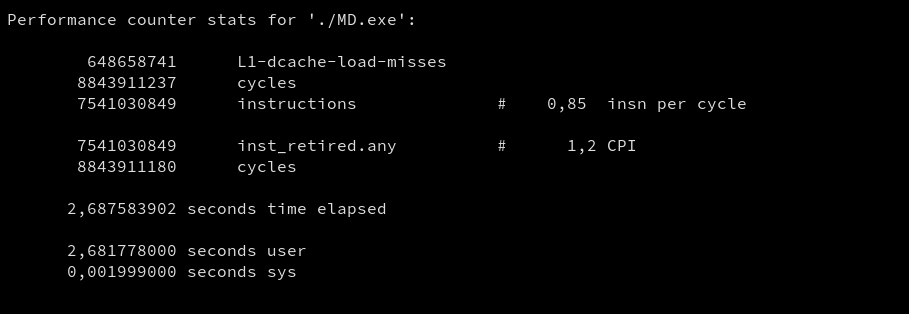 Performance counter stats for './MD.exe':
648658741 L1-dcache-load-misses
8843911237 cycles
7541030849 instructions # 0,85 insn per cycle
7541030849 inst_retired.any # 1,2 CPI
8843911180 cycles
2,687583902 seconds time elapsed
2,681778000 seconds user
0,001999000 seconds sys